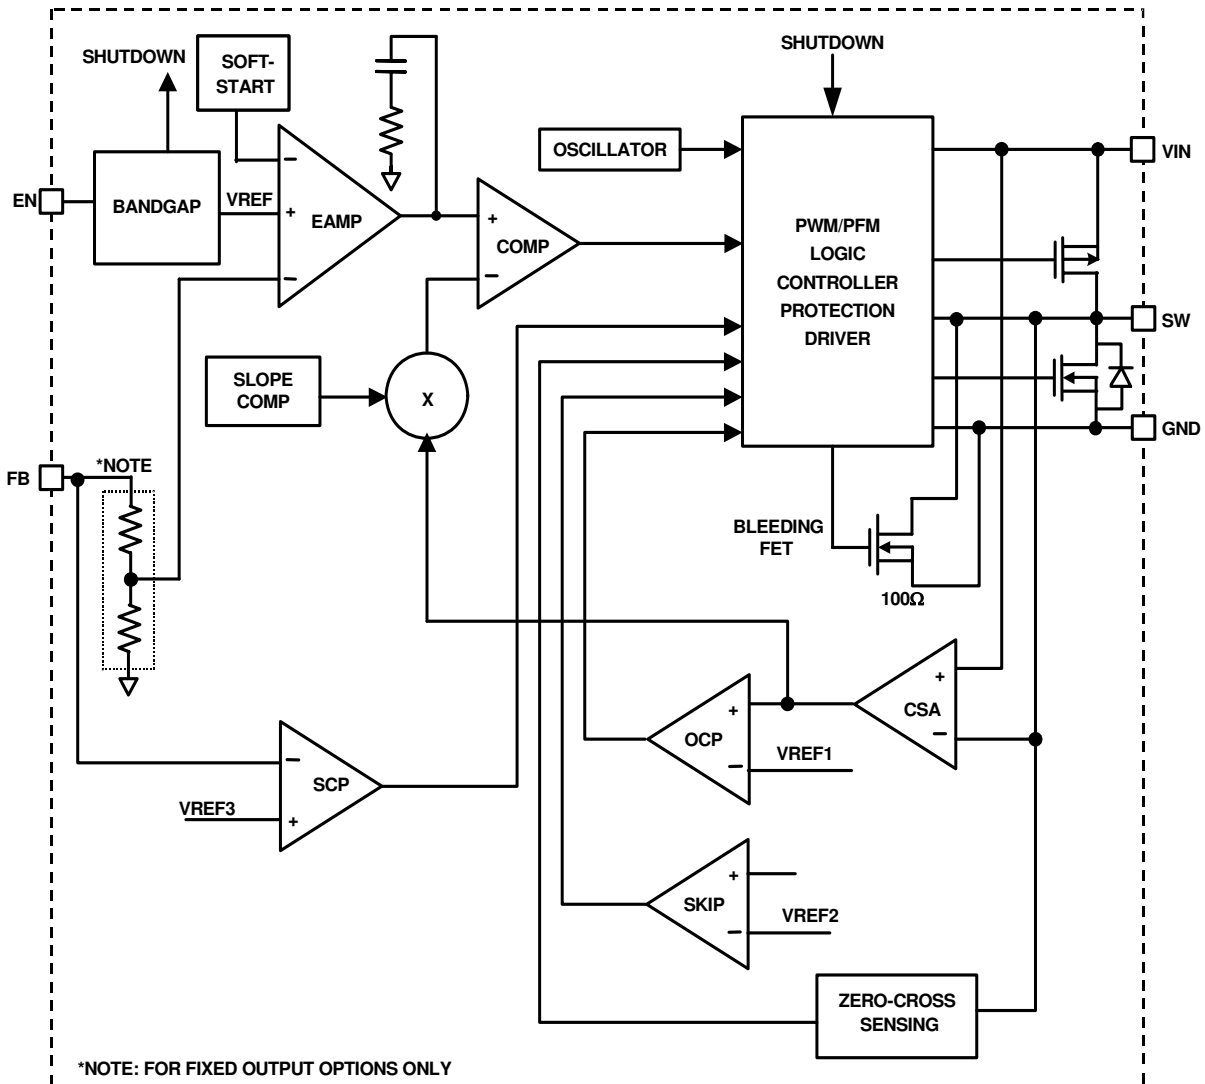 SHUTDOWN
SOFT-
START
SHUTDOWN
OSCILLATOR
VIN
EN
BANDGAP
VREF
−
+
−
EAMP
+
−
COMP
PWM/PFM
LOGIC
CONTROLLER
PROTECTION
DRIVER
SW
SLOPE
COMP
X
GND
FB
*NOTE
BLEEDING
FET
100Ω
+
−
CSA
+
−
OCP
VREF1
−
+
SCP
VREF3
+
−
SKIP
VREF2
ZERO-CROSS
SENSING
*NOTE: FOR FIXED OUTPUT OPTIONS ONLY